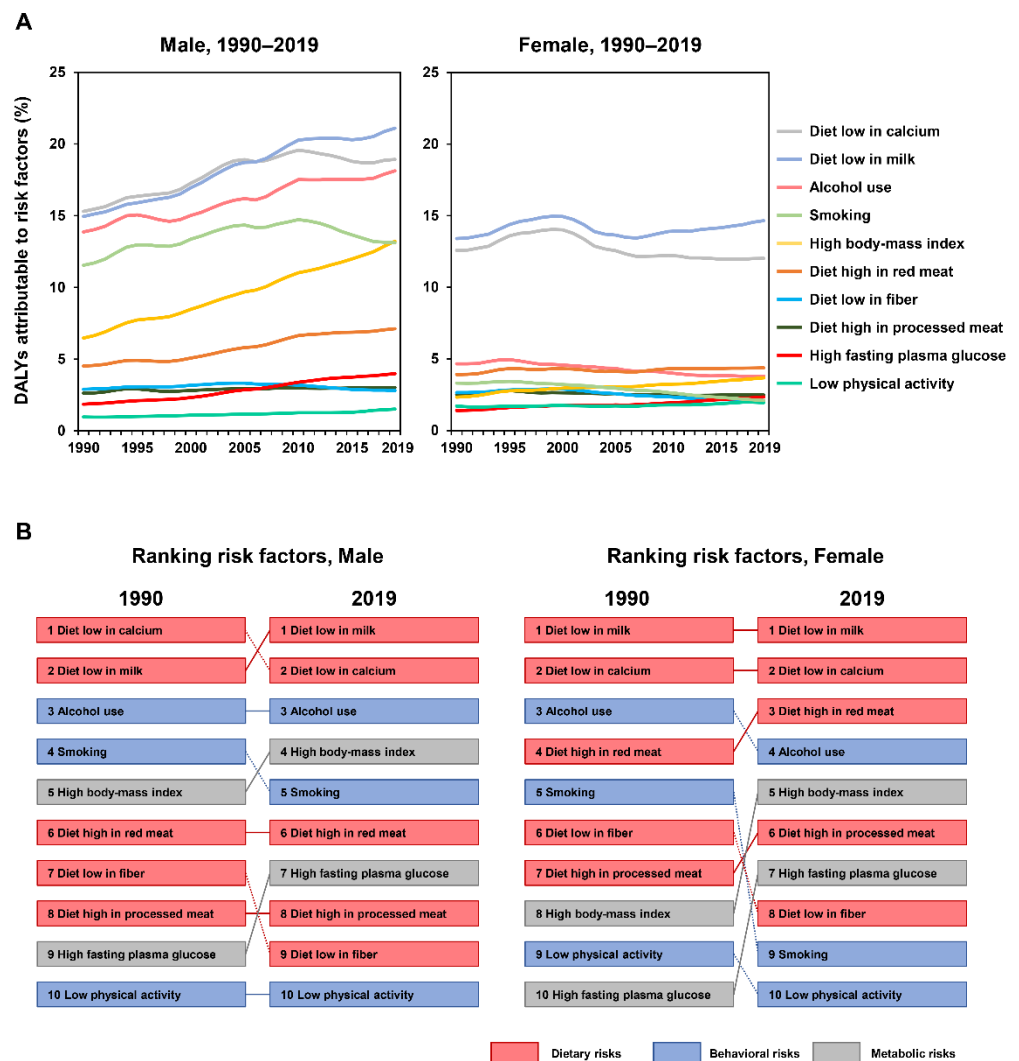 A
Male, 1990–2019
Female, 1990–2019
DALYs attributable to risk factors (%)
25
20
15
10
5
0
1990 1995 2000 2005 2010 2015 2019
25
20
15
10
5
0
1990 1995 2000 2005 2010 2015 2019
Diet low in calcium
Diet low in milk
Alcohol use
Smoking
High body-mass index
Diet high in red meat
Diet low in fiber
Diet high in processed meat
High fasting plasma glucose
Low physical activity
B
Ranking risk factors, Male
1990 2019
1 Diet low in calcium 1 Diet low in milk
2 Diet low in milk 2 Diet low in calcium
3 Alcohol use 3 Alcohol use
4 Smoking 4 High body-mass index
5 High body-mass index 5 Smoking
6 Diet high in red meat 6 Diet high in red meat
7 Diet low in fiber 7 High fasting plasma glucose
8 Diet high in processed meat 8 Diet high in processed meat
9 High fasting plasma glucose 9 Diet low in fiber
10 Low physical activity 10 Low physical activity
Ranking risk factors, Female
1990 2019
1 Diet low in milk 1 Diet low in milk
2 Diet low in calcium 2 Diet low in calcium
3 Alcohol use 3 Diet high in red meat
4 Diet high in red meat 4 Alcohol use
5 Smoking 5 High body-mass index
6 Diet low in fiber 6 Diet high in processed meat
7 Diet high in processed meat 7 High fasting plasma glucose
8 High body-mass index 8 Diet low in fiber
9 Low physical activity 9 Smoking
10 High fasting plasma glucose 10 Low physical activity
Dietary risks Behavioral risks Metabolic risks